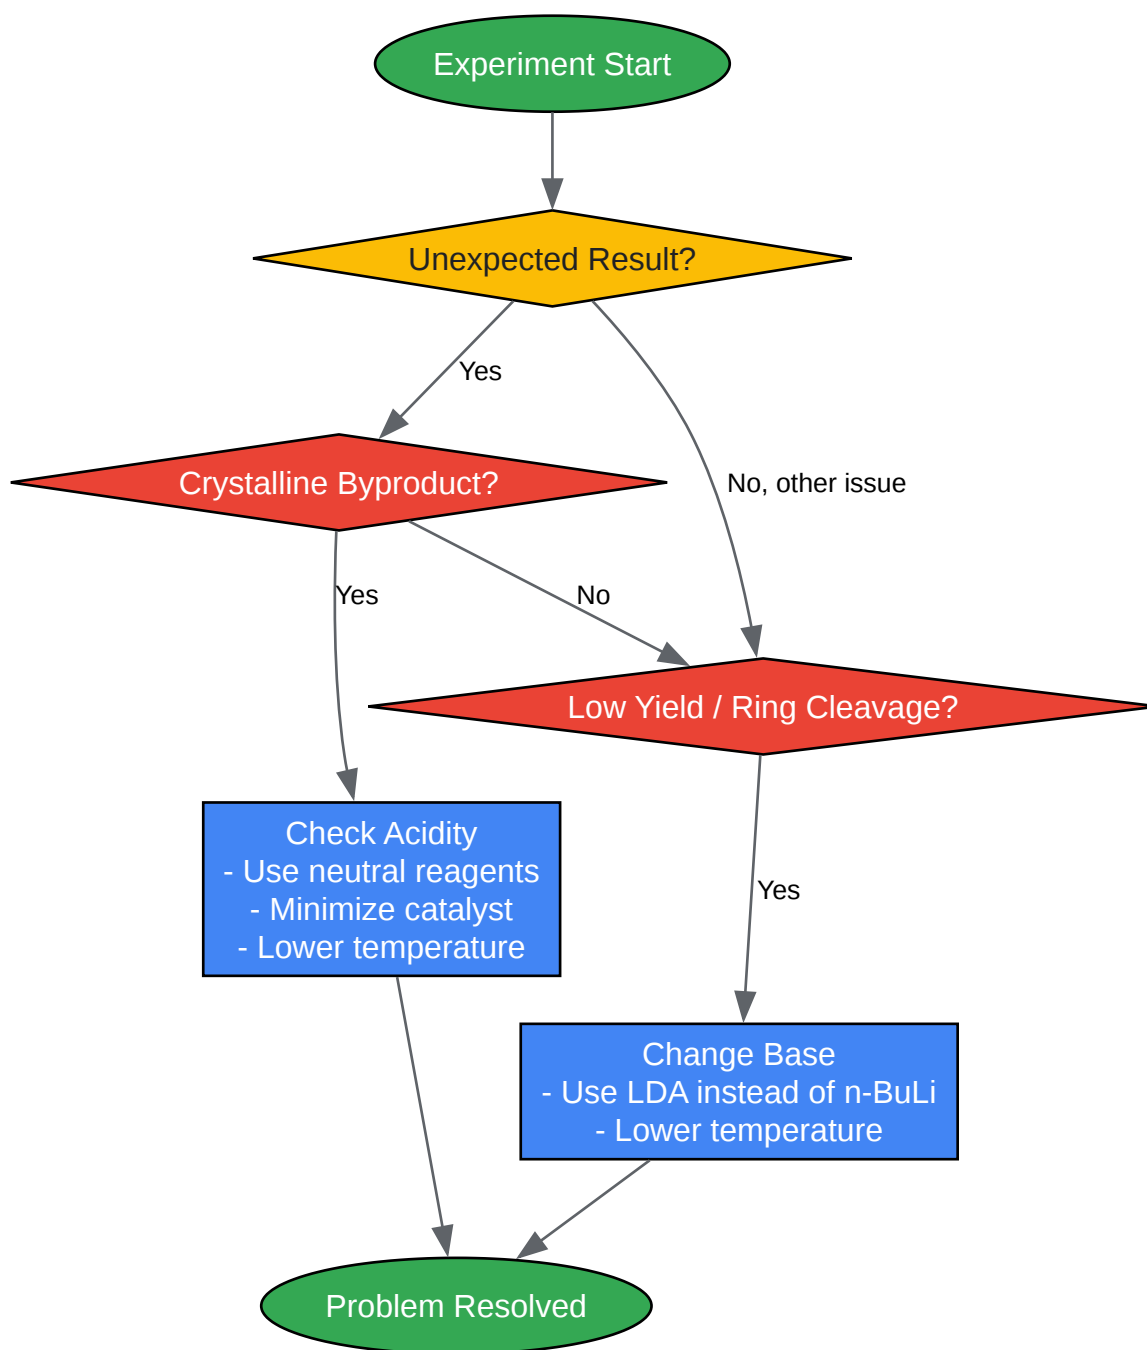 Experiment Start
Unexpected Result?
Yes
Crystalline Byproduct?
No, other issue
Yes
No
Low Yield / Ring Cleavage?
Check Acidity
- Use neutral reagents
- Minimize catalyst
- Lower temperature
Yes
Change Base
- Use LDA instead of n-BuLi
- Lower temperature
Problem Resolved